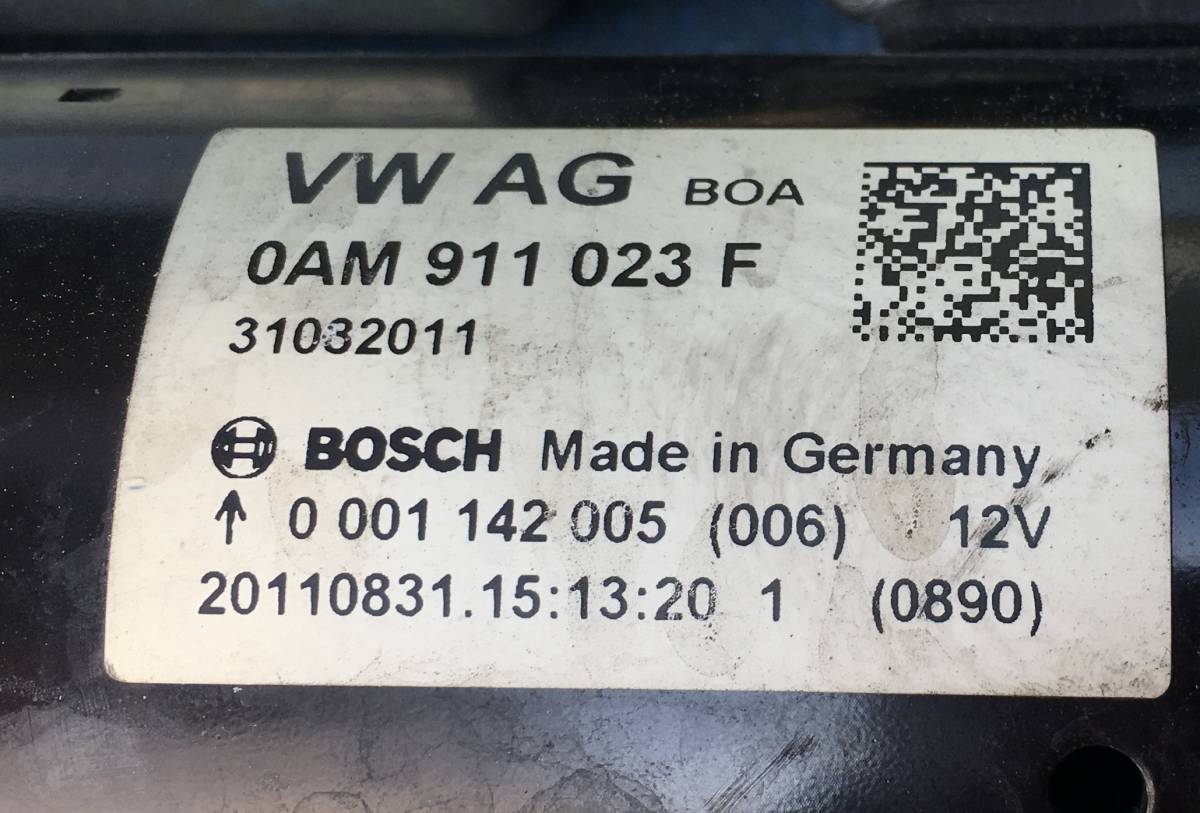 VW AG BOA
0AM 911 023 F
31082011
BOSCH Made in Germany
↑ 0 001 142 005 (006) 12V
20110831.15:13:20 1 (0890)